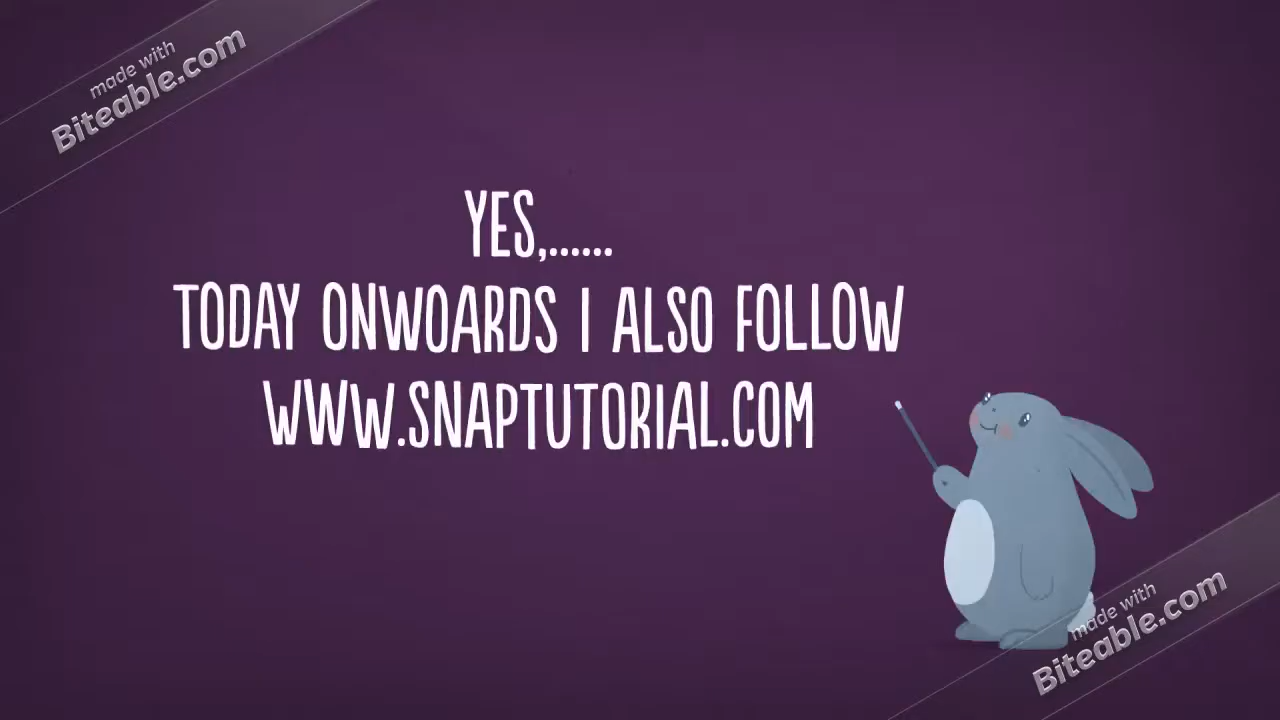 made with
Biteable.com
YES,......
TODAY ONWOARDS I ALSO FOLLOW
WWW.SNAPTUTORIAL.COM
made with
Biteable.com